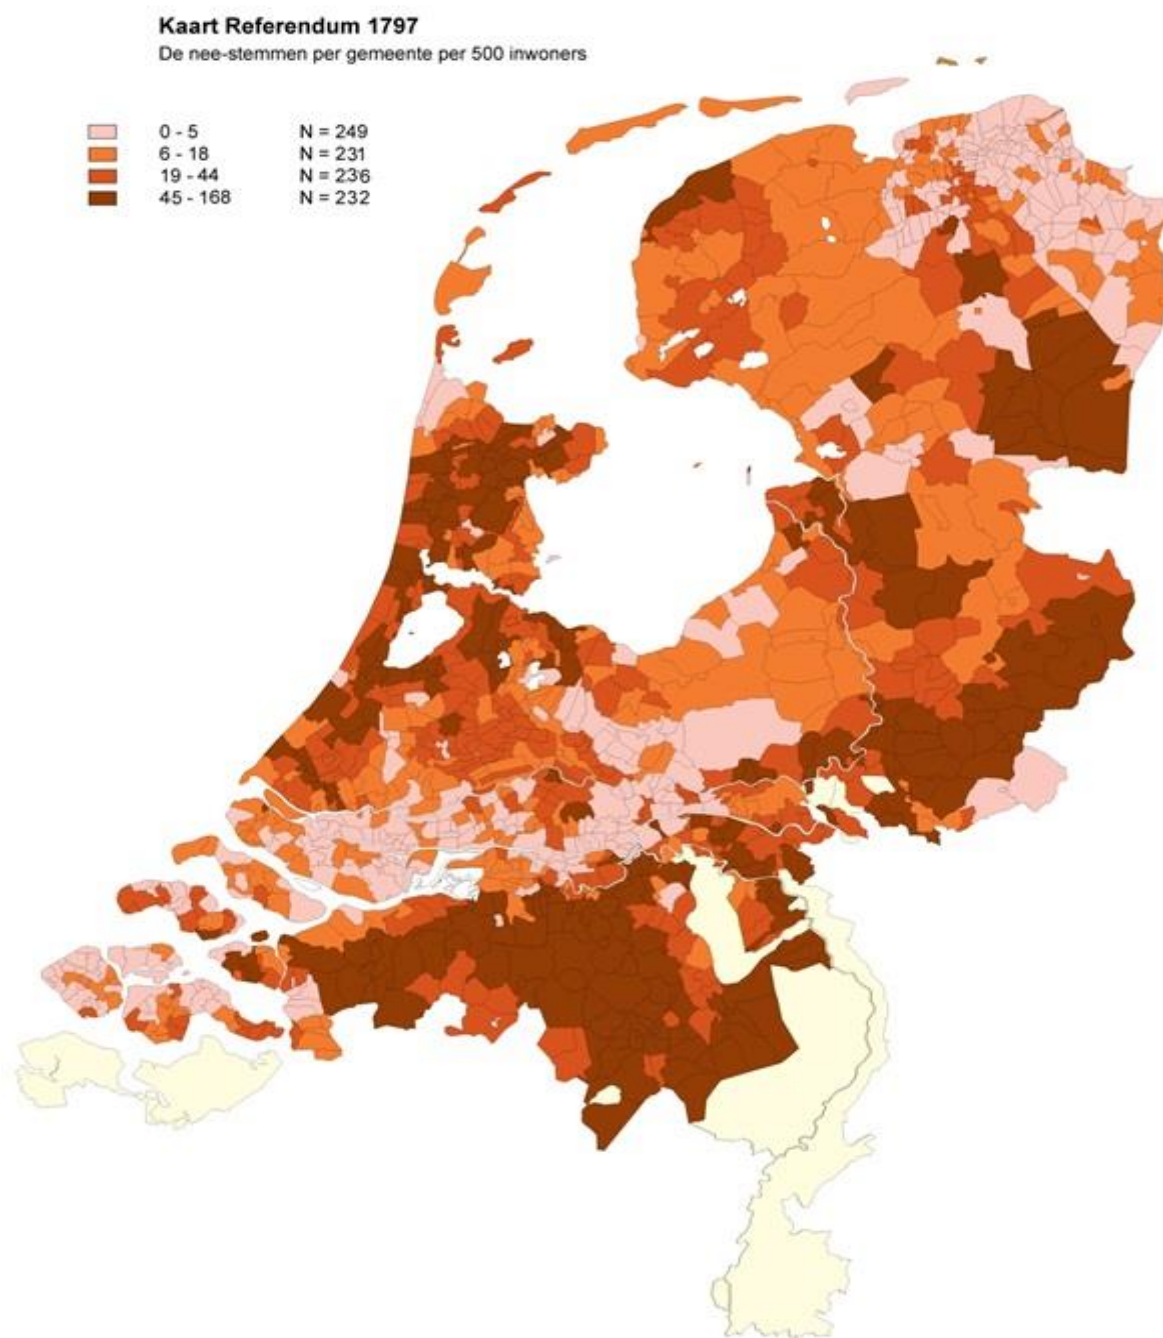 Kaart Referendum 1797
De nee-stemmen per gemeente per 500 inwoners
0 - 5 N = 249
6 - 18 N = 231
19 - 44 N = 236
45 - 168 N = 232